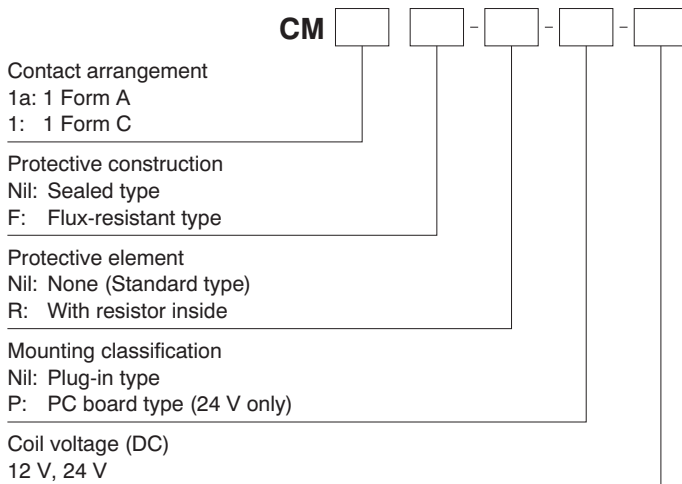 CM - - -
Contact arrangement
1a: 1 Form A
1: 1 Form C
Protective construction
Nil: Sealed type
F: Flux-resistant type
Protective element
Nil: None (Standard type)
R: With resistor inside
Mounting classification
Nil: Plug-in type
P: PC board type (24 V only)
Coil voltage (DC)
12 V, 24 V